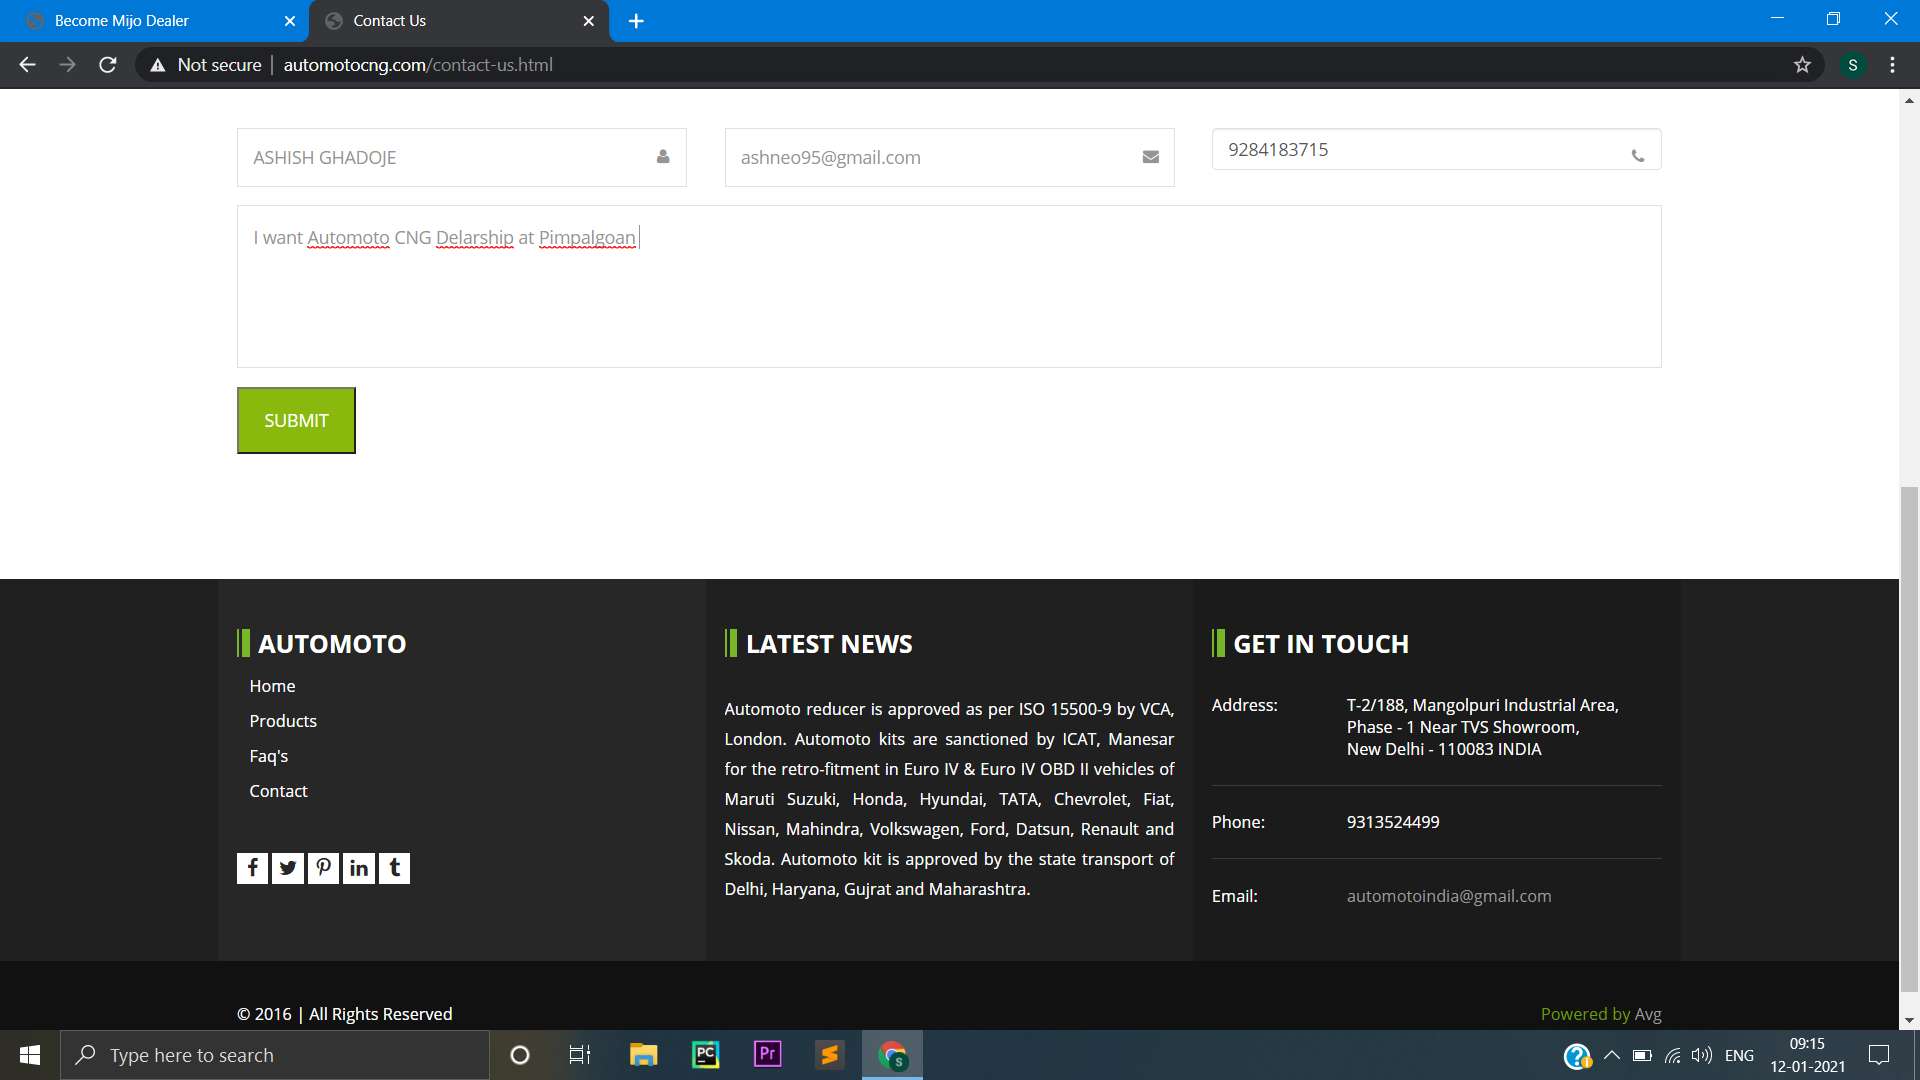 Become Mijo Dealer
Contact Us
Not secure
automotocng.com/contact-us.html
S
ASHISH GHADOJE
ashneo95@gmail.com
9284183715
I want Automoto CNG Delarship at Pimpalgoan
SUBMIT
AUTOMOTO
Home
Products
Faq's
Contact
LATEST NEWS
Automoto reducer is approved as per ISO 15500-9 by VCA,
London. Automoto kits are sanctioned by ICAT, Manesar
for the retro-fitment in Euro IV & Euro IV OBD II vehicles of
Maruti Suzuki, Honda, Hyundai, TATA, Chevrolet, Fiat,
Nissan, Mahindra, Volkswagen, Ford, Datsun, Renault and
Skoda. Automoto kit is approved by the state transport of
Delhi, Haryana, Gujrat and Maharashtra.
GET IN TOUCH
Address: T-2/188, Mangolpuri Industrial Area,
Phase - 1 Near TVS Showroom,
New Delhi - 110083 INDIA
Phone: 9313524499
Email: automotoindia@gmail.com
© 2016 | All Rights Reserved
Powered by Avg
Type here to search
PC
Pr
S
ENG
09:15
12-01-2021